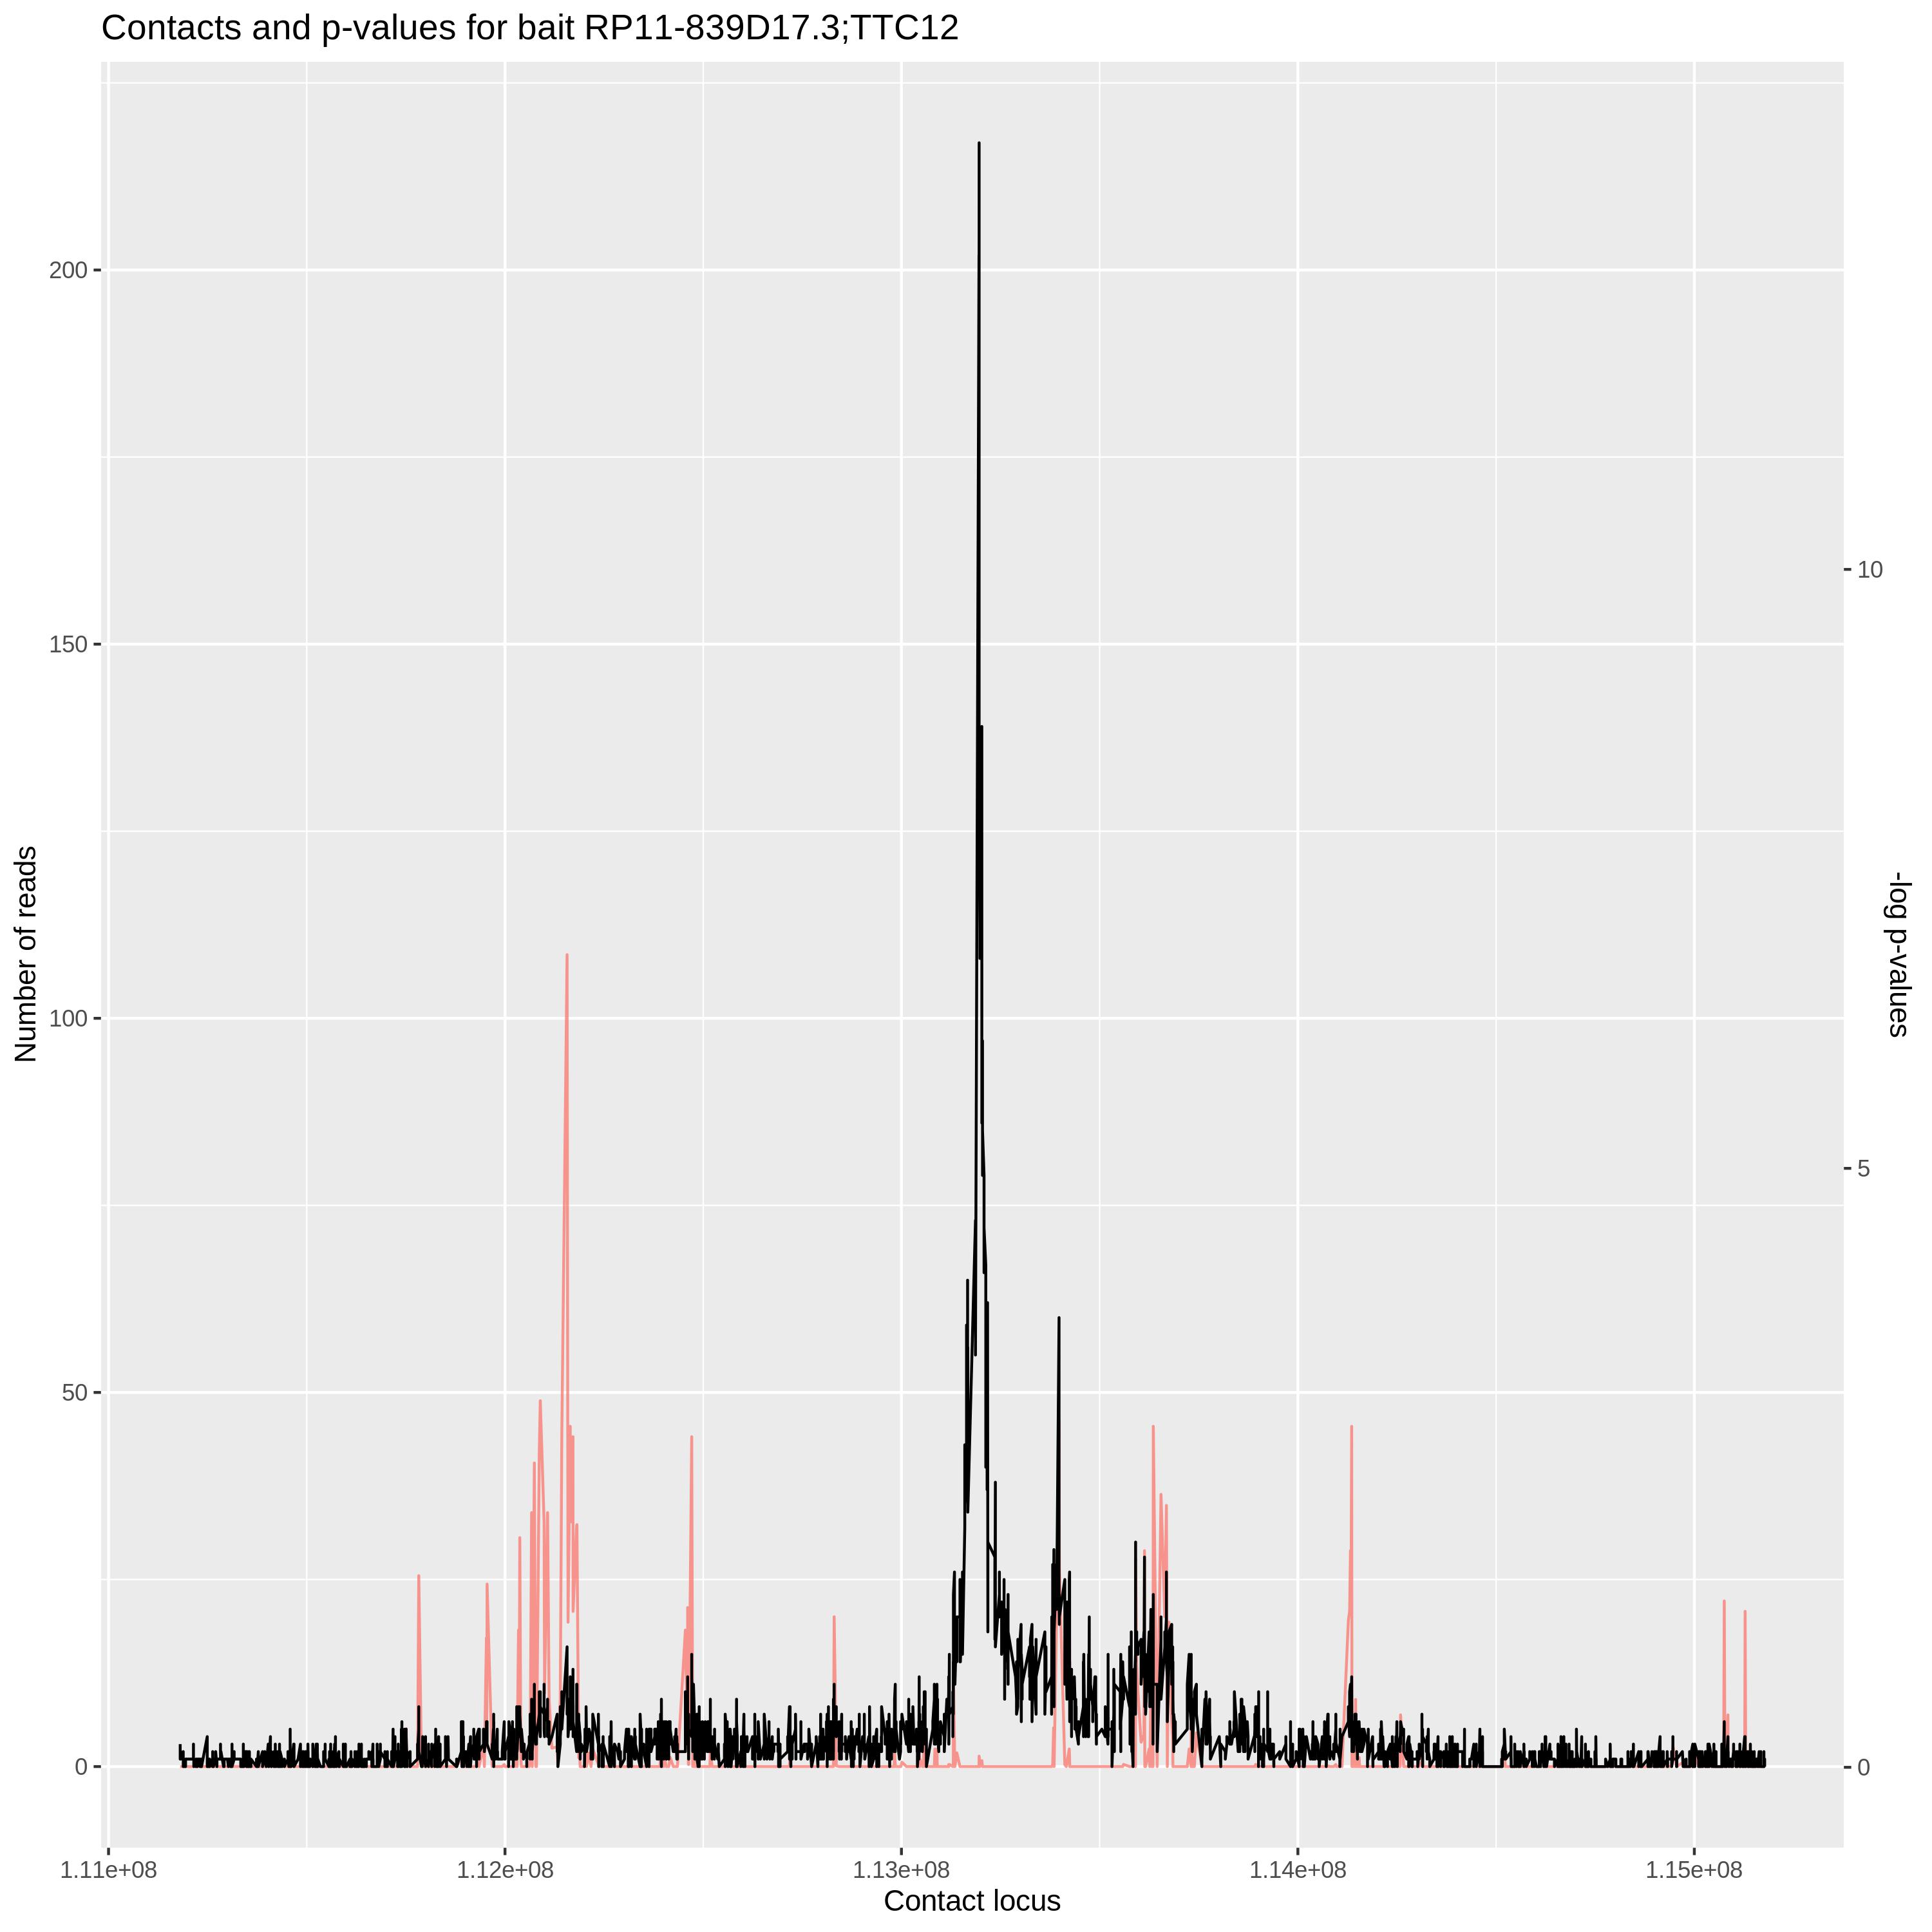 Contacts and p-values for bait RP11-839D17.3;TTC12
200
150
100
50
0
Number of reads
10
5
0
-log p-values
1.11e+08
1.12e+08
1.13e+08
1.14e+08
1.15e+08
Contact locus